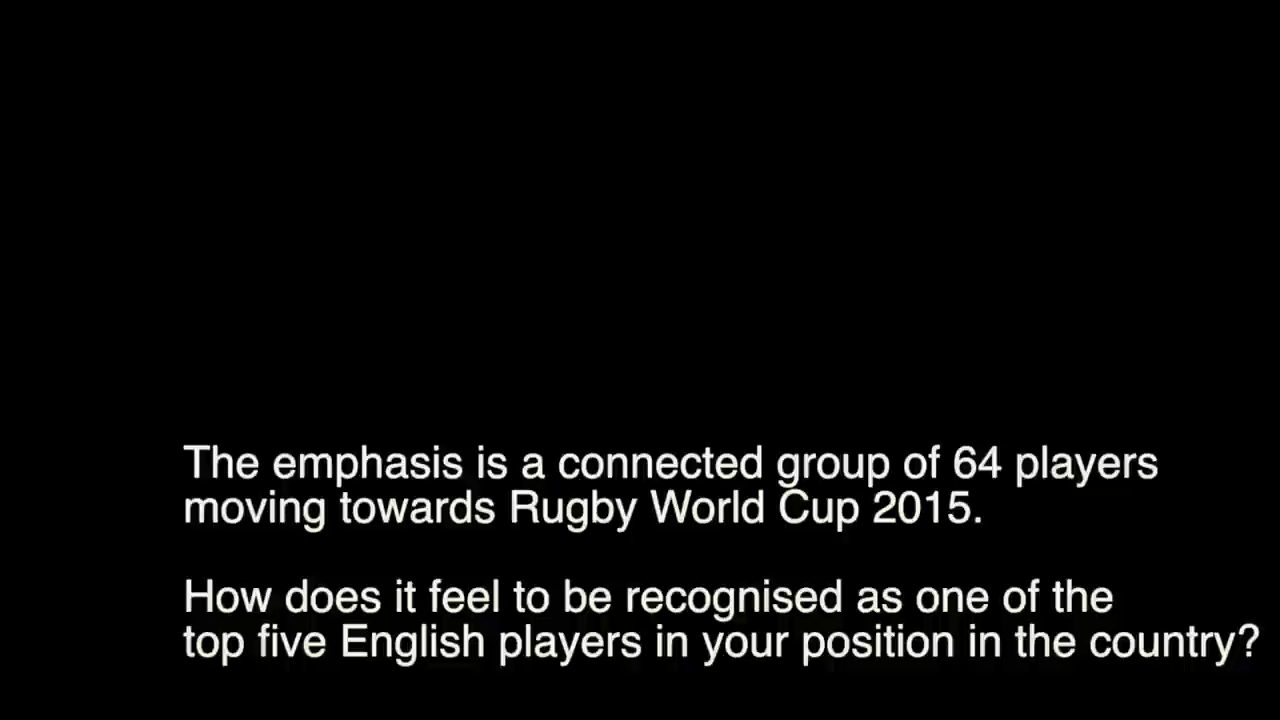 The emphasis is a connected group of 64 players
moving towards Rugby World Cup 2015.
How does it feel to be recognised as one of the
top five English players in your position in the country?